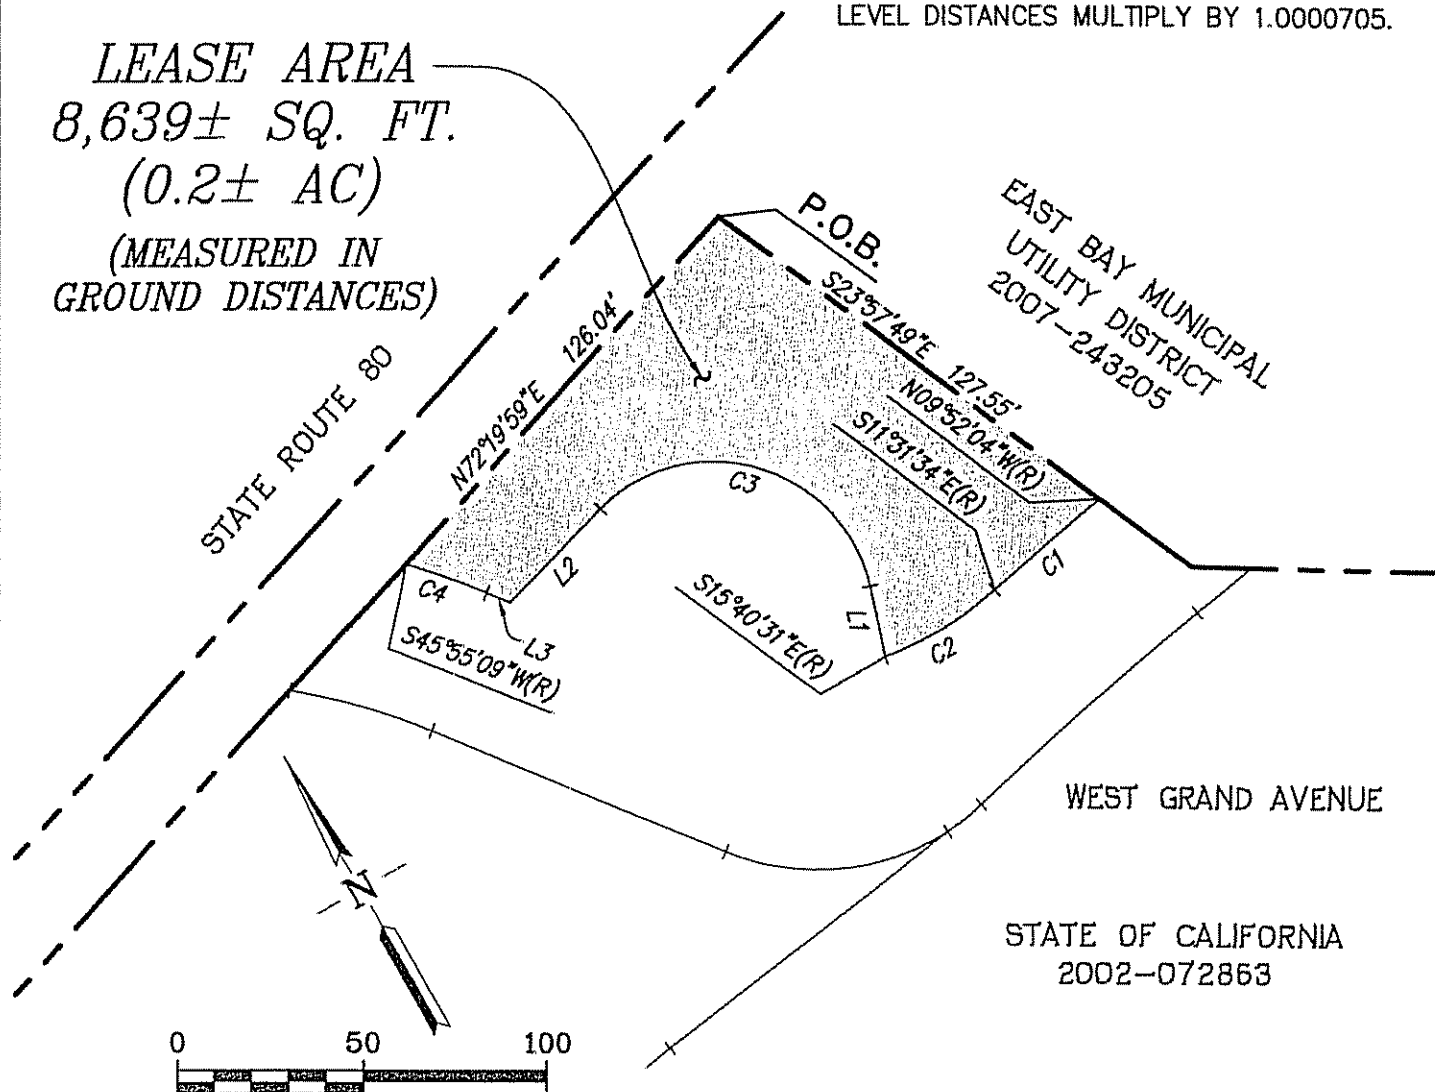 LEVEL DISTANCES MULTIPLY BY 1.0000705.
LEASE AREA
8,639± SQ. FT.
(0.2± AC)
(MEASURED IN
GROUND DISTANCES)
P.O.B.
EAST BAY MUNICIPAL
UTILITY DISTRICT
2007-243205
S23°57'49"E 127.55'
N09°52'04"W(R)
S11°31'34"E(R)
STATE ROUTE 80
N72°19'59"E 126.04'
C3
C1
L2
C4
L3
L1
C2
S45°55'09"W(R)
S15°40'31"E(R)
WEST GRAND AVENUE
N
STATE OF CALIFORNIA
2002-072863
0 50 100